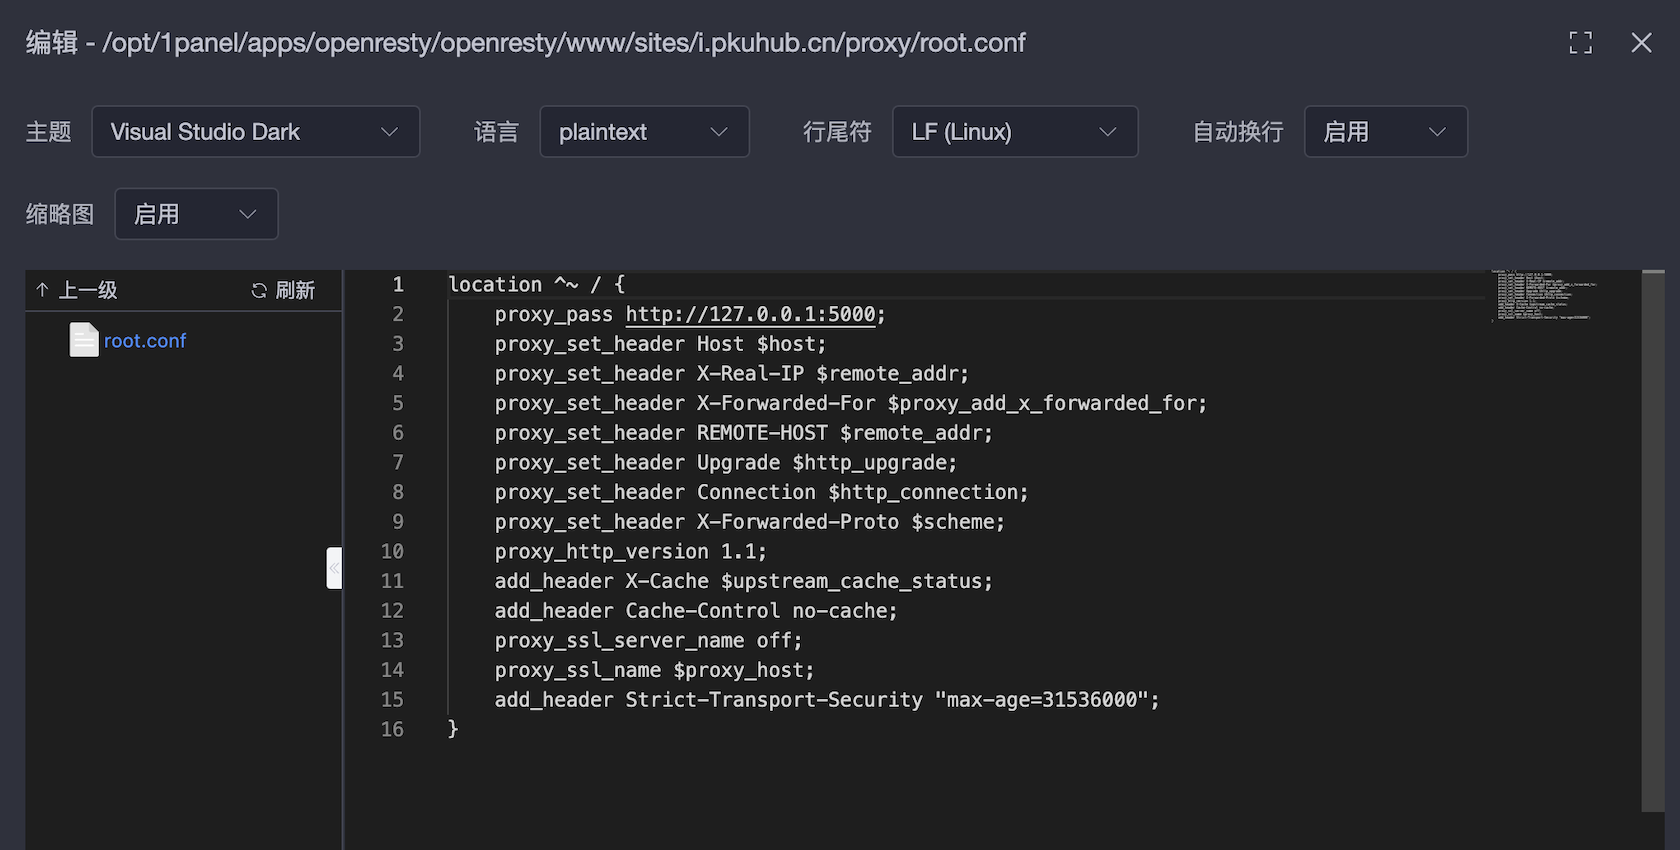 编辑 - /opt/1panel/apps/openresty/openresty/www/sites/i.pkuhub.cn/proxy/root.conf
主题 Visual Studio Dark 语言 plaintext 行尾符 LF (Linux) 自动换行 启用
缩略图 启用
上一级 刷新
root.conf
1 location ^~ / {
2 proxy_pass http://127.0.0.1:5000;
3 proxy_set_header Host $host;
4 proxy_set_header X-Real-IP $remote_addr;
5 proxy_set_header X-Forwarded-For $proxy_add_x_forwarded_for;
6 proxy_set_header REMOTE-HOST $remote_addr;
7 proxy_set_header Upgrade $http_upgrade;
8 proxy_set_header Connection $http_connection;
9 proxy_set_header X-Forwarded-Proto $scheme;
10 proxy_http_version 1.1;
11 add_header X-Cache $upstream_cache_status;
12 add_header Cache-Control no-cache;
13 proxy_ssl_server_name off;
14 proxy_ssl_name $proxy_host;
15 add_header Strict-Transport-Security "max-age=31536000";
16 }